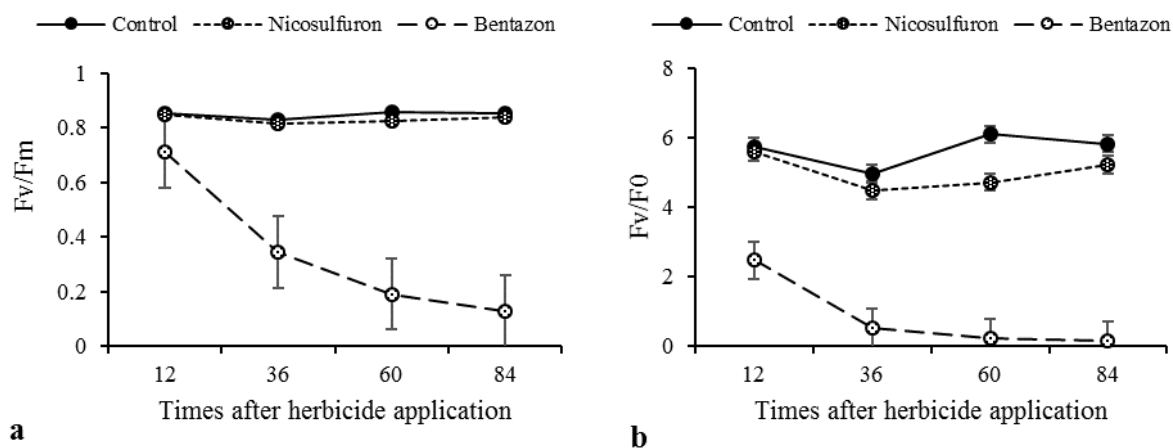 Control Nicosulfuron Bentazon
1
0.8
0.6
0.4
0.2
0
Fv/Fm
12 36 60 84
Times after herbicide application
a
Control Nicosulfuron Bentazon
8
6
4
2
0
Fv/F0
12 36 60 84
Times after herbicide application
b